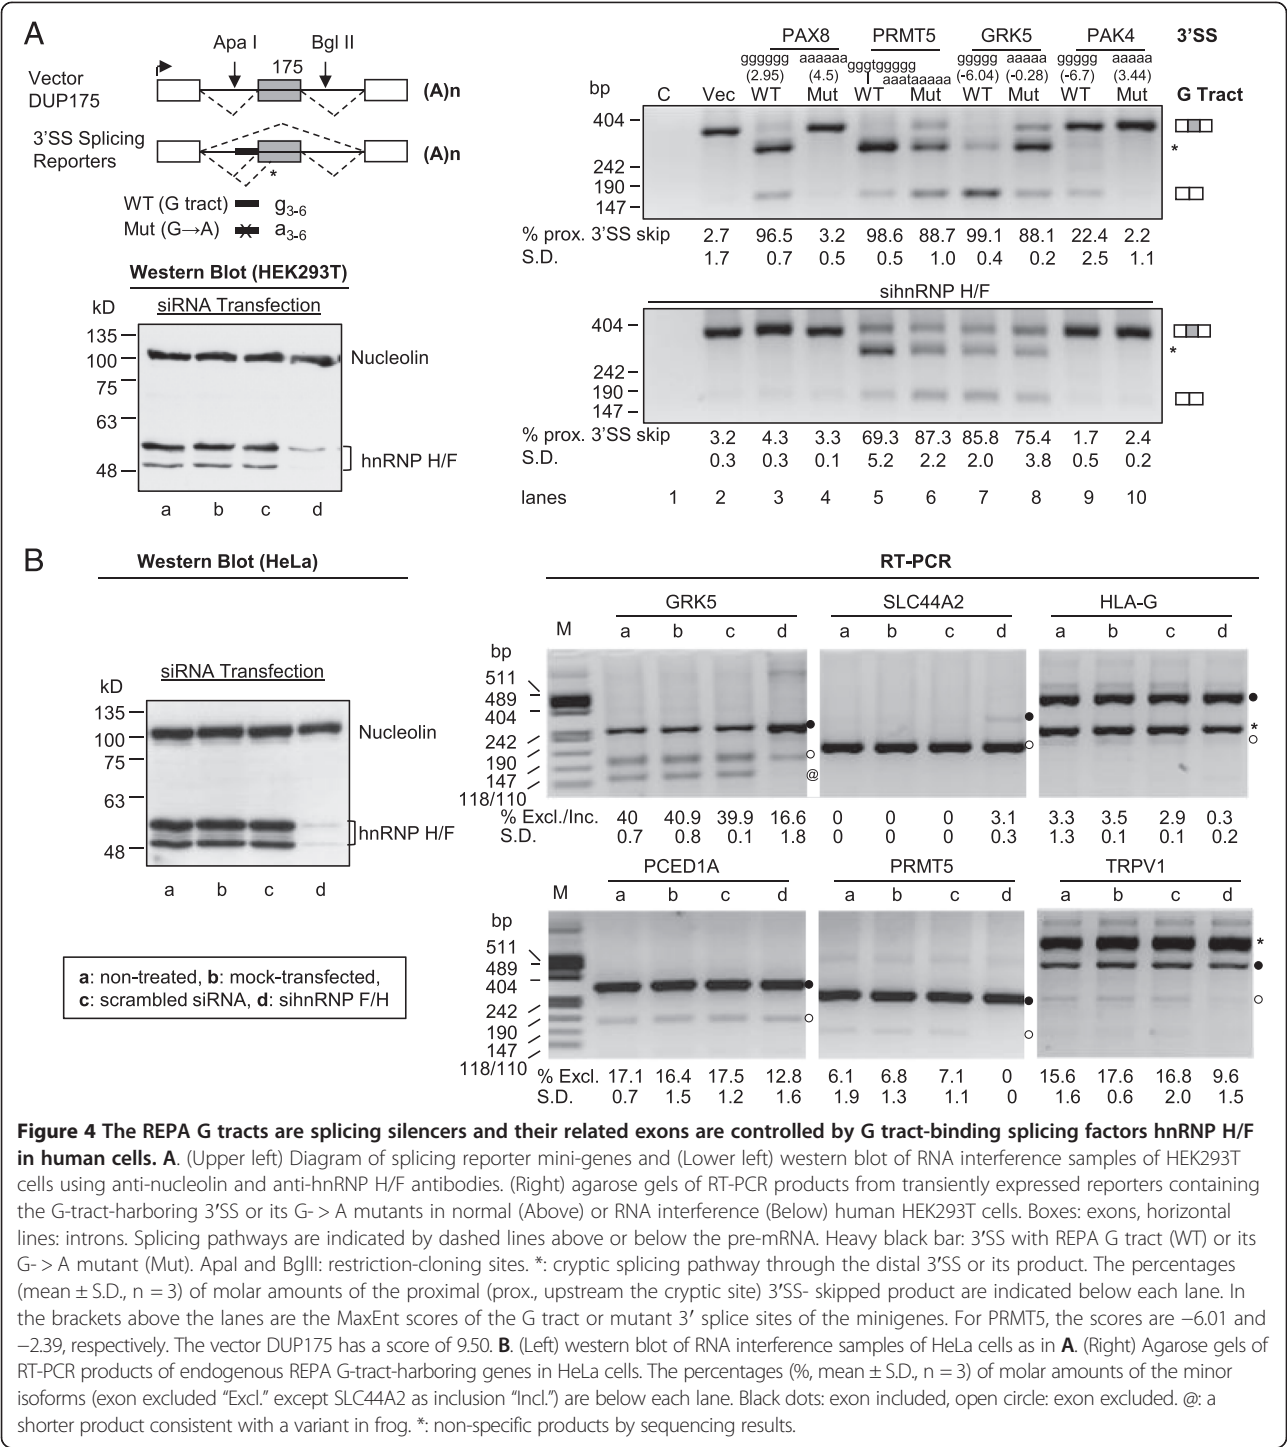 A
Apa I
Bgl II
175
Vector
DUP175
(A)n
3'SS Splicing
Reporters
(A)n
*
WT (G tract) g3-6
Mut (G→A) a3-6
Western Blot (HEK293T)
siRNA Transfection
kD
135
100
75
63
48
Nucleolin
hnRNP H/F
a b c d
PAX8 PRMT5 GRK5 PAK4 3'SS
gggggg aaaaaa gggtggggg aaataaaaa ggggg aaaaa ggggg aaaaa
(2.95) (4.5) (-6.04) (-0.28) (-6.7) (3.44)
bp C Vec WT Mut WT Mut WT Mut WT Mut G Tract
404
242
190
147
*
% prox. 3'SS skip 2.7 96.5 3.2 98.6 88.7 99.1 88.1 22.4 2.2
S.D. 1.7 0.7 0.5 0.5 1.0 0.4 0.2 2.5 1.1
sihnRNP H/F
404
242
190
147
*
% prox. 3'SS skip 3.2 4.3 3.3 69.3 87.3 85.8 75.4 1.7 2.4
S.D. 0.3 0.3 0.1 5.2 2.2 2.0 3.8 0.5 0.2
lanes 1 2 3 4 5 6 7 8 9 10
B
Western Blot (HeLa)
siRNA Transfection
kD
135
100
75
63
48
Nucleolin
hnRNP H/F
a b c d
a: non-treated, b: mock-transfected,
c: scrambled siRNA, d: sihnRNP F/H
RT-PCR
GRK5 SLC44A2 HLA-G
M a b c d a b c d a b c d
bp
511
489
404
242
190
147
118/110
@
*
% Excl./Inc. 40 40.9 39.9 16.6 0 0 0 3.1 3.3 3.5 2.9 0.3
S.D. 0.7 0.8 0.1 1.8 0 0 0 0.3 1.3 0.1 0.1 0.2
PCED1A PRMT5 TRPV1
M a b c d a b c d a b c d
bp
511
489
404
242
190
147
118/110
*
% Excl. 17.1 16.4 17.5 12.8 6.1 6.8 7.1 0 15.6 17.6 16.8 9.6
S.D. 0.7 1.5 1.2 1.6 1.9 1.3 1.1 0 1.6 0.6 2.0 1.5
Figure 4 The REPA G tracts are splicing silencers and their related exons are controlled by G tract-binding splicing factors hnRNP H/F
in human cells. A. (Upper left) Diagram of splicing reporter mini-genes and (Lower left) western blot of RNA interference samples of HEK293T
cells using anti-nucleolin and anti-hnRNP H/F antibodies. (Right) agarose gels of RT-PCR products from transiently expressed reporters containing
the G-tract-harboring 3′SS or its G- > A mutants in normal (Above) or RNA interference (Below) human HEK293T cells. Boxes: exons, horizontal
lines: introns. Splicing pathways are indicated by dashed lines above or below the pre-mRNA. Heavy black bar: 3′SS with REPA G tract (WT) or its
G- > A mutant (Mut). ApaI and BglII: restriction-cloning sites. *: cryptic splicing pathway through the distal 3′SS or its product. The percentages
(mean ± S.D., n = 3) of molar amounts of the proximal (prox., upstream the cryptic site) 3′SS- skipped product are indicated below each lane. In
the brackets above the lanes are the MaxEnt scores of the G tract or mutant 3′ splice sites of the minigenes. For PRMT5, the scores are −6.01 and
−2.39, respectively. The vector DUP175 has a score of 9.50. B. (Left) western blot of RNA interference samples of HeLa cells as in A. (Right) Agarose gels of
RT-PCR products of endogenous REPA G-tract-harboring genes in HeLa cells. The percentages (%, mean ± S.D., n = 3) of molar amounts of the minor
isoforms (exon excluded “Excl.” except SLC44A2 as inclusion “Incl.”) are below each lane. Black dots: exon included, open circle: exon excluded. @: a
shorter product consistent with a variant in frog. *: non-specific products by sequencing results.